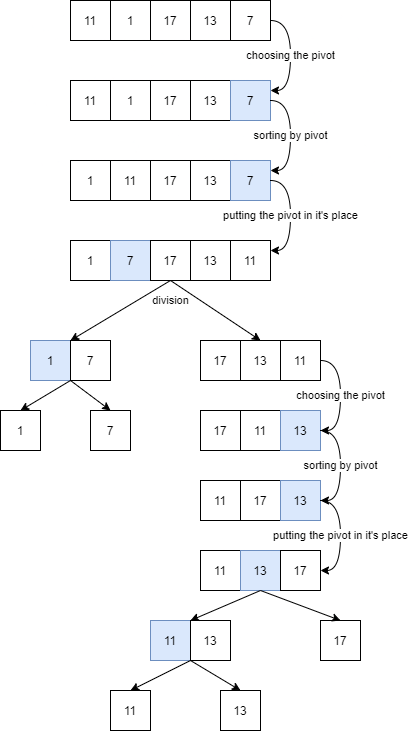 11 1 17 13 7
choosing the pivot
11 1 17 13 7
sorting by pivot
1 11 17 13 7
putting the pivot in it's place
1 7 17 13 11
division
1 7
17 13 11
choosing the pivot
1
7
17 11 13
sorting by pivot
11 17 13
putting the pivot in it's place
11 13 17
11 13
17
11
13